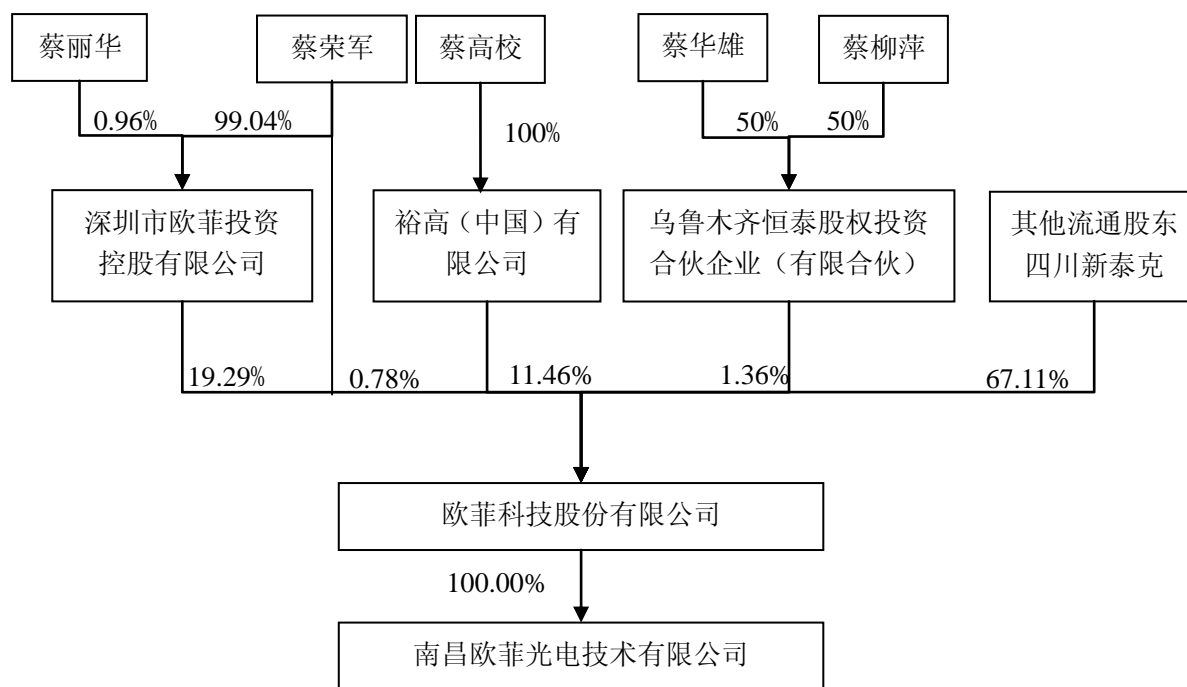 蔡丽华
蔡荣军
蔡高校
蔡华雄
蔡柳萍
0.96%
99.04%
100%
50%
50%
深圳市欧菲投资
控股有限公司
裕高（中国）有
限公司
乌鲁木齐恒泰股权投资
合伙企业（有限合伙）
其他流通股东
四川新泰克
19.29%
0.78%
11.46%
1.36%
67.11%
欧菲科技股份有限公司
100.00%
南昌欧菲光电技术有限公司